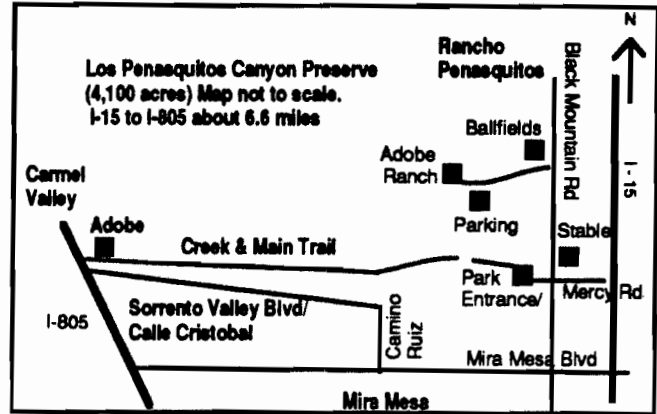 N
Los Penasquitos Canyon Preserve
(4,100 acres) Map not to scale.
I-15 to I-805 about 6.6 miles
Rancho
Penasquitos
Black Mountain Rd
I - 15
Ballfields
Adobe
Ranch
Parking
Carmel
Valley
Adobe
Creek & Main Trail
Stable
Park
Entrance/
Mercy Rd
I-805
Sorrento Valley Blvd/
Calle Cristobal
Camino
Ruiz
Mira Mesa Blvd
Mira Mesa